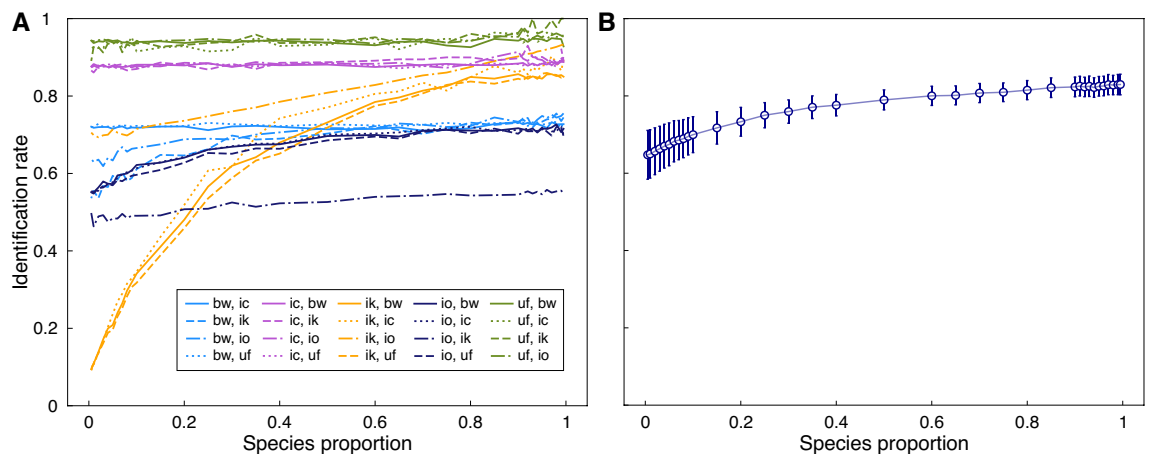 A
B
Identification rate
1
0.8
0.6
0.4
0.2
0
bw, ic ic, bw ik, bw io, bw uf, bw
bw, ik ic, ik ik, ic io, ic uf, ic
bw, io ic, io ik, io io, ik uf, ik
bw, uf ic, uf ik, uf io, uf uf, io
0 0.2 0.4 0.6 0.8 1
Species proportion
0 0.2 0.4 0.6 0.8 1
Species proportion